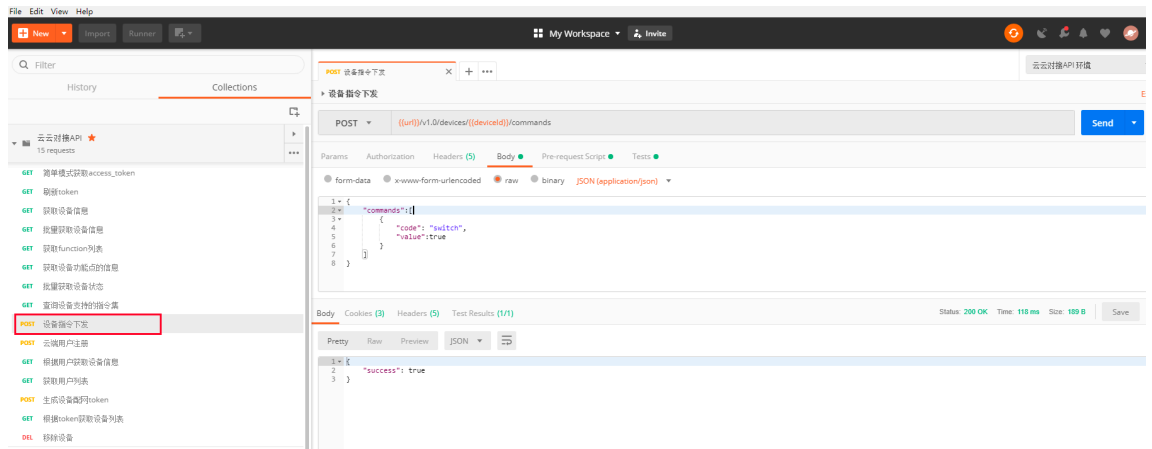 File Edit View Help
New Import Runner My Workspace Invite
Filter
History Collections
云云对接API
15 requests
GET 简单模式获取access_token
GET 刷新token
GET 获取设备信息
GET 批量获取设备信息
GET 获取function列表
GET 获取设备功能点的信息
GET 批量获取设备状态
GET 查询设备支持的指令集
POST 设备指令下发
POST 云端用户注册
GET 根据用户获取设备信息
GET 获取用户列表
POST 生成设备配网token
GET 根据token获取设备列表
DEL 移除设备
POST 设备指令下发 X + •••
云云对接API环境
设备指令下发
POST {{url}}/v1.0/devices/{{deviceId}}/commands Send
Params Authorization Headers (5) Body Pre-request Script Tests
form-data x-www-form-urlencoded raw binary JSON (application/json)
1 {
2 "commands":[
3 {
4 "code": "switch",
5 "value":true
6 }
7 ]
8 }
Body Cookies (3) Headers (5) Test Results (1/1) Status: 200 OK Time: 118 ms Size: 189 B Save
Pretty Raw Preview JSON
1 {
2 "success": true
3 }